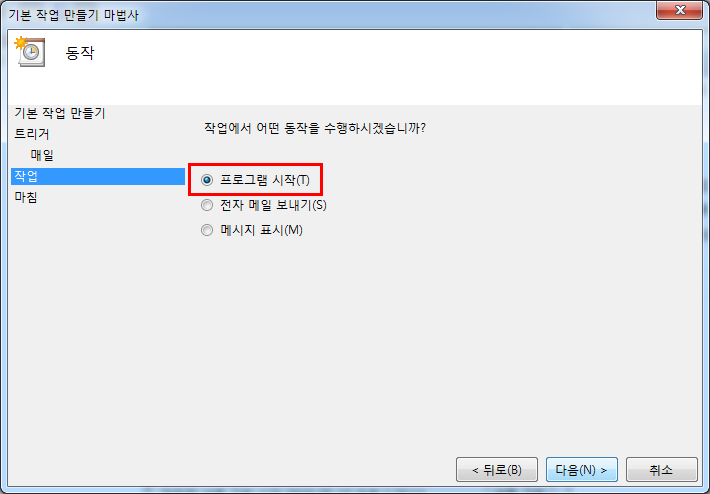 기본 작업 만들기 마법사
동작
기본 작업 만들기
트리거
매일
작업
마침
작업에서 어떤 동작을 수행하시겠습니까?
프로그램 시작(T)
전자 메일 보내기(S)
메시지 표시(M)
< 뒤로(B)
다음(N) >
취소